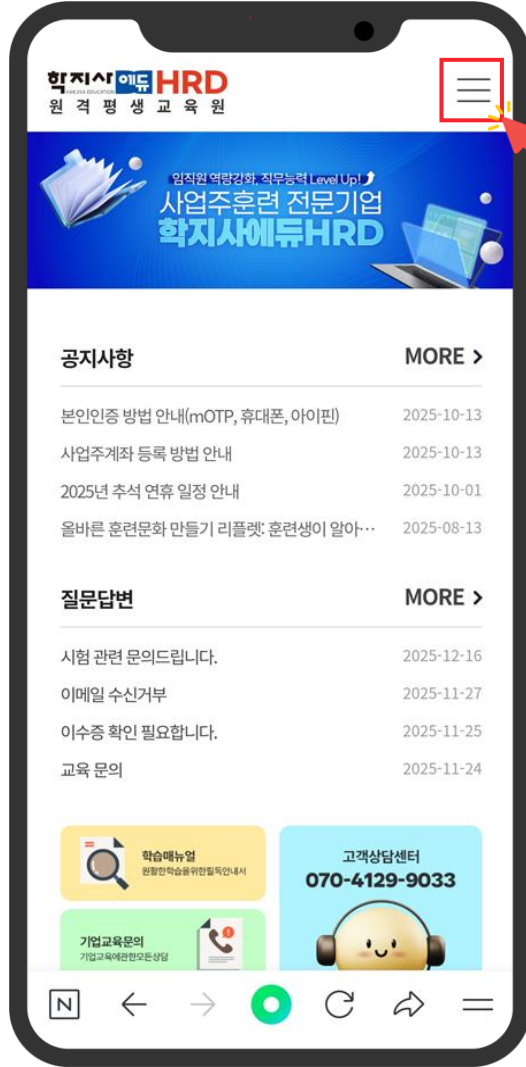 학지사에듀 HRD
HAKJISA EDUCATION
원격평생교육원
임직원 역량강화, 직무능력 Level Up!
사업주훈련 전문기업
학지사에듀HRD
공지사항 MORE >
본인인증 방법 안내(mOTP, 휴대폰, 아이핀) 2025-10-13
사업주계좌 등록 방법 안내 2025-10-13
2025년 추석 연휴 일정 안내 2025-10-01
올바른 훈련문화 만들기 리플렛: 훈련생이 알아… 2025-08-13
질문답변 MORE >
시험 관련 문의드립니다. 2025-12-16
이메일 수신거부 2025-11-27
이수증 확인 필요합니다. 2025-11-25
교육 문의 2025-11-24
학습매뉴얼
원활한학습을위한필독안내서
고객상담센터
070-4129-9033
기업교육문의
기업교육에관한모든상담
N